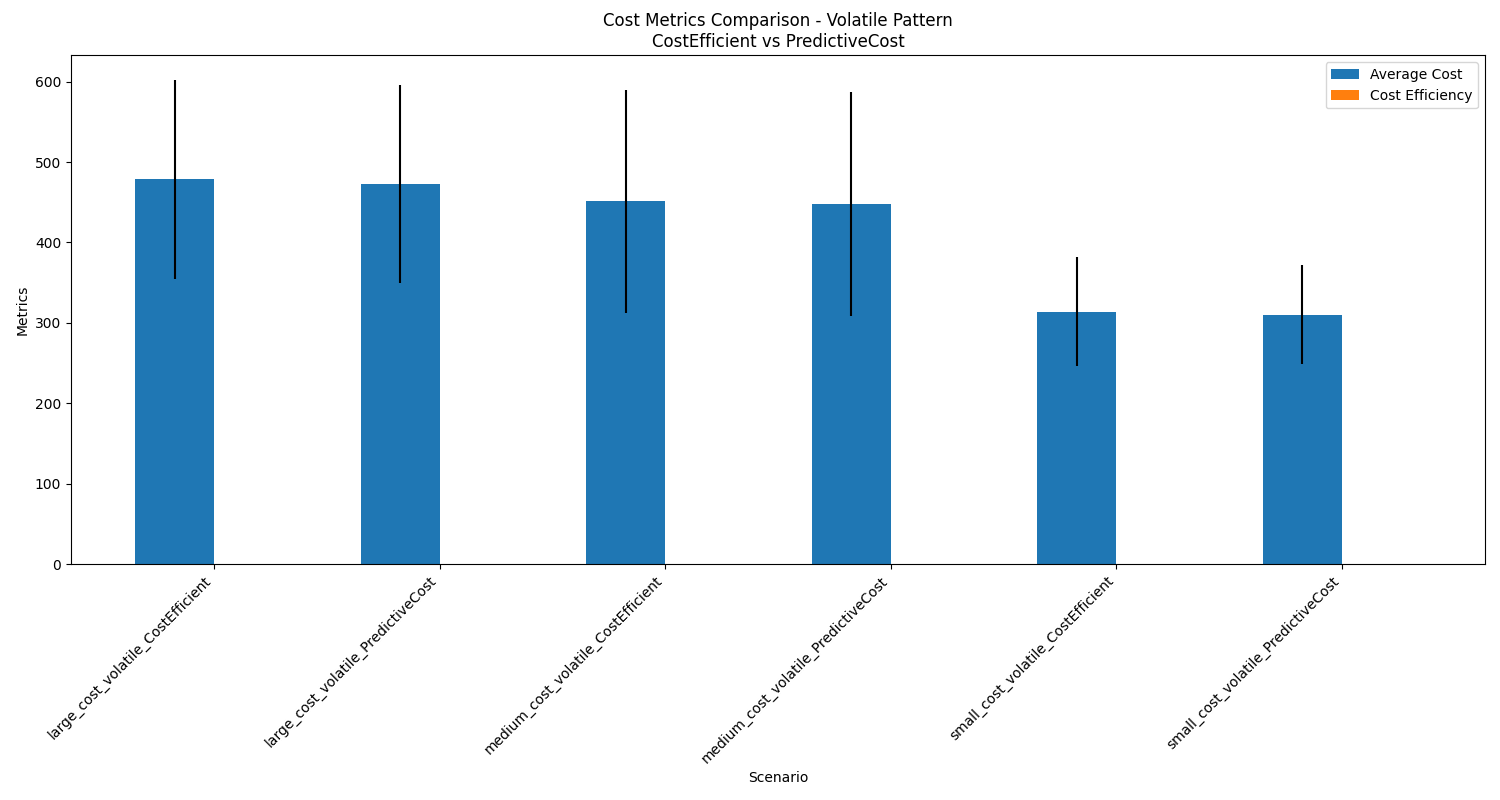 Cost Metrics Comparison - Volatile Pattern
CostEfficient vs PredictiveCost
Average Cost
Cost Efficiency
Metrics
600
500
400
300
200
100
0
large_cost_volatile_CostEfficient
large_cost_volatile_PredictiveCost
medium_cost_volatile_CostEfficient
medium_cost_volatile_PredictiveCost
small_cost_volatile_CostEfficient
small_cost_volatile_PredictiveCost
Scenario